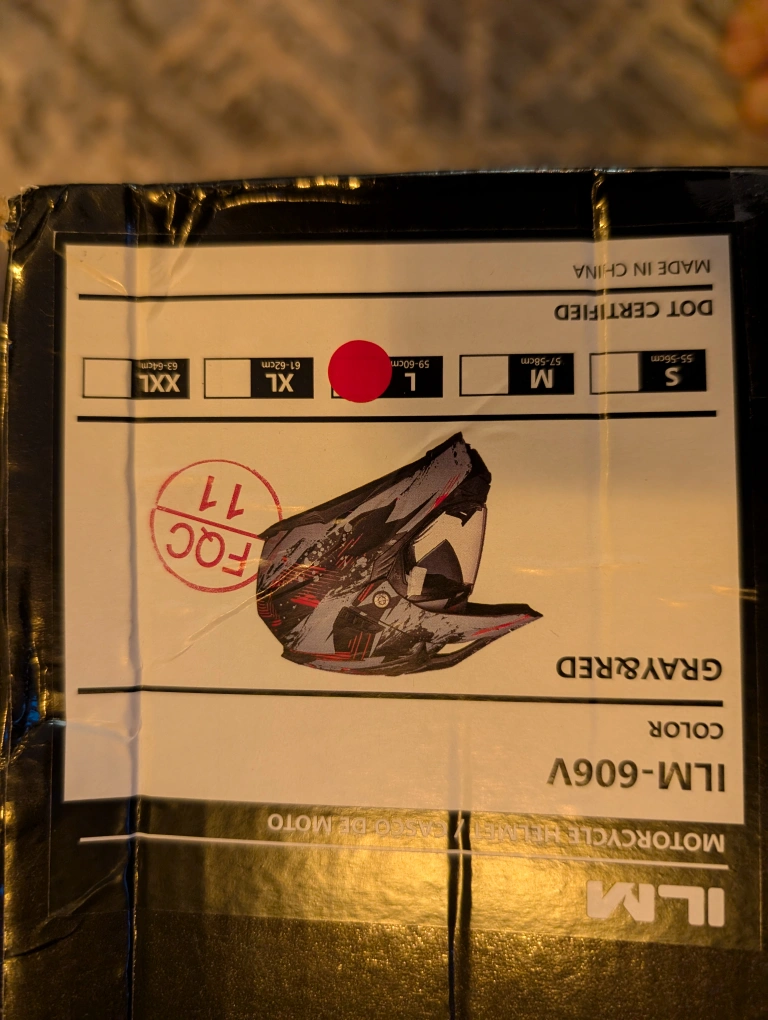 ILM
MOTORCYCLE HELMET / CASCO DE MOTO
ILM-606V
COLOR
GRAY&RED
FQC
11
S
55-56cm
M
57-58cm
L
59-60cm
XL
61-62cm
XXL
63-64cm
DOT CERTIFIED
MADE IN CHINA